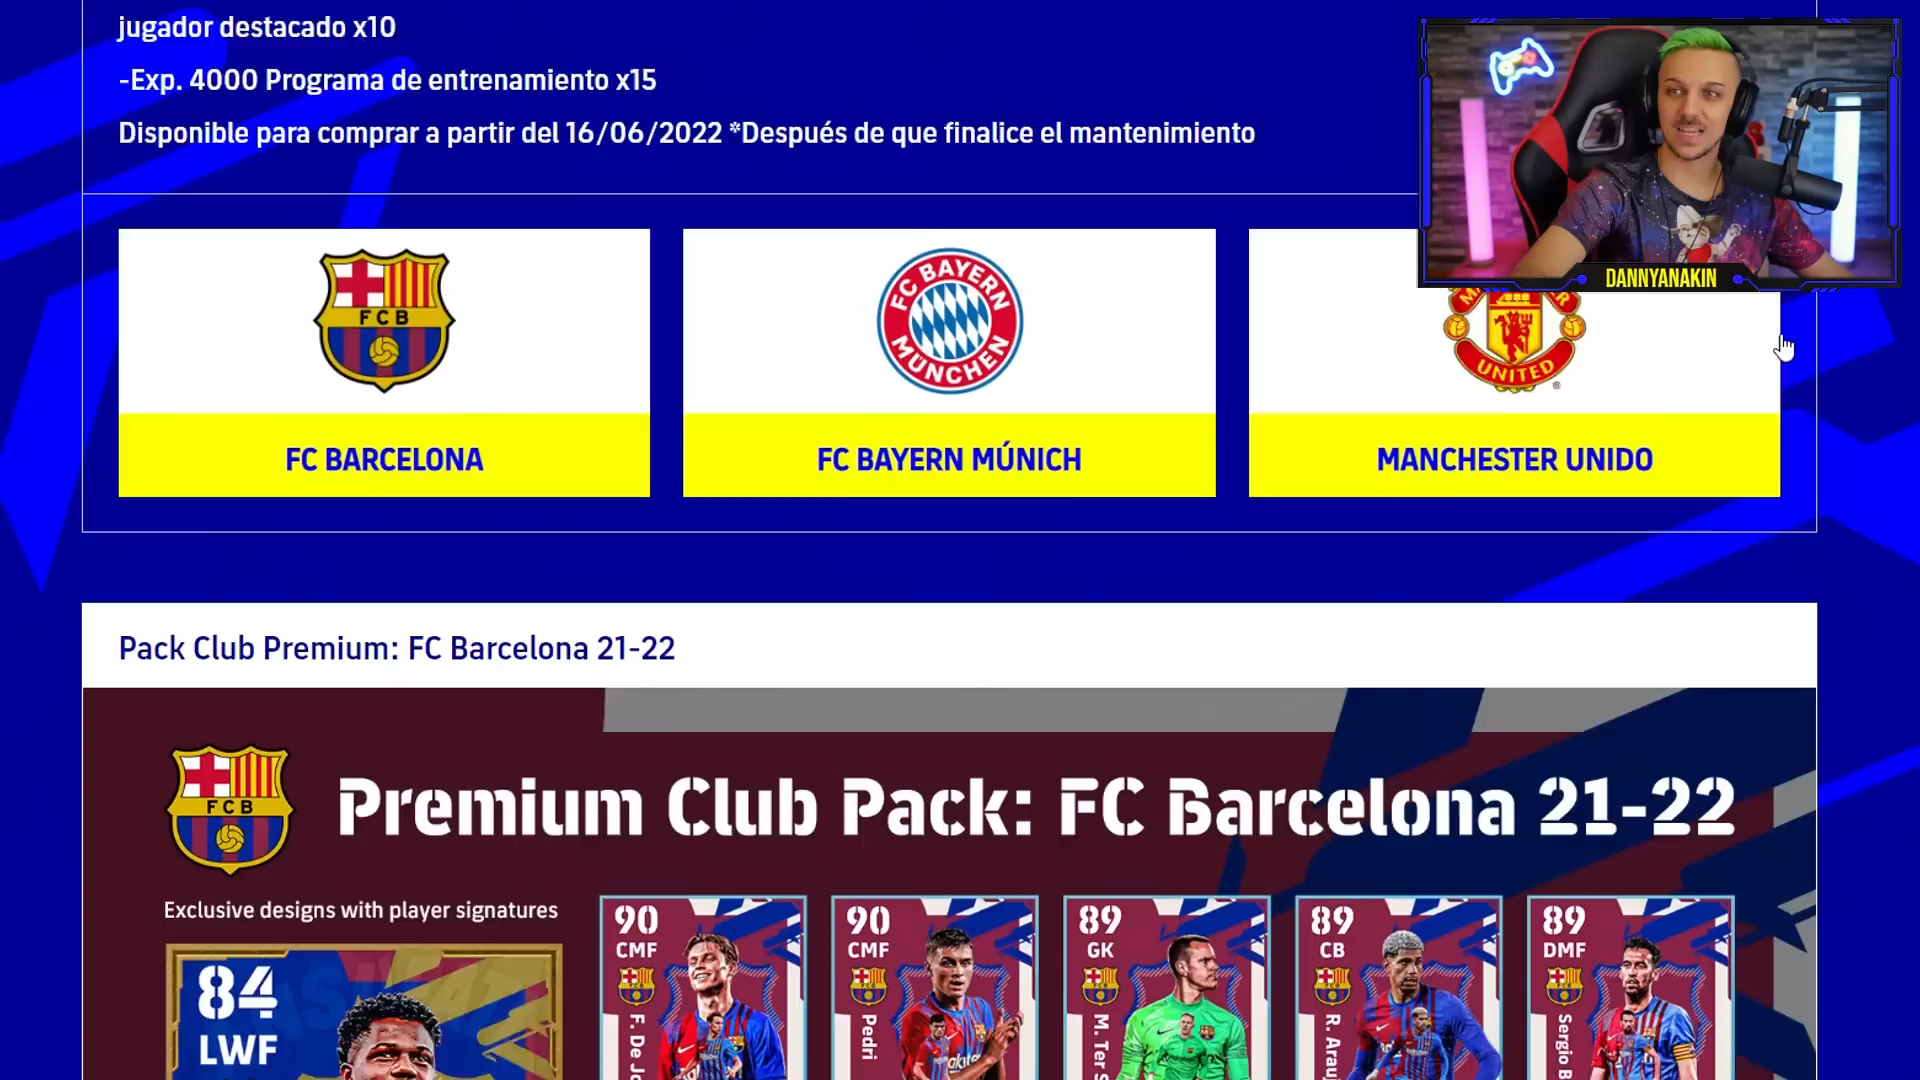 jugador destacado x10
-Exp. 4000 Programa de entrenamiento x15
Disponible para comprar a partir del 16/06/2022 *Después de que finalice el mantenimiento
DANNYANAKIN
FCB
FC BAYERN
MÜNCHEN
UNITED
FC BARCELONA
FC BAYERN MÚNICH
MANCHESTER UNIDO
Pack Club Premium: FC Barcelona 21-22
FCB
Premium Club Pack: FC Barcelona 21-22
Exclusive designs with player signatures
84
LWF
90
CMF
F. De
90
CMF
Pedri
89
GK
M. Ter
89
CB
R.
89
DMF
Sergio